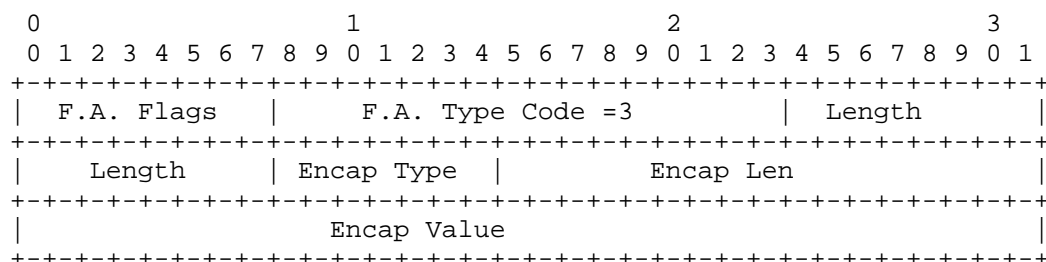 0                   1                   2                   3
 0 1 2 3 4 5 6 7 8 9 0 1 2 3 4 5 6 7 8 9 0 1 2 3 4 5 6 7 8 9 0 1
+-+-+-+-+-+-+-+-+-+-+-+-+-+-+-+-+-+-+-+-+-+-+-+-+-+-+-+-+-+-+-+-+
|  F.A. Flags   |     F.A. Type Code =3         |  Length       |
+-+-+-+-+-+-+-+-+-+-+-+-+-+-+-+-+-+-+-+-+-+-+-+-+-+-+-+-+-+-+-+-+
|    Length     | Encap Type  |         Encap Len               |
+-+-+-+-+-+-+-+-+-+-+-+-+-+-+-+-+-+-+-+-+-+-+-+-+-+-+-+-+-+-+-+-+
|                   Encap Value                                 |
+-+-+-+-+-+-+-+-+-+-+-+-+-+-+-+-+-+-+-+-+-+-+-+-+-+-+-+-+-+-+-+-+